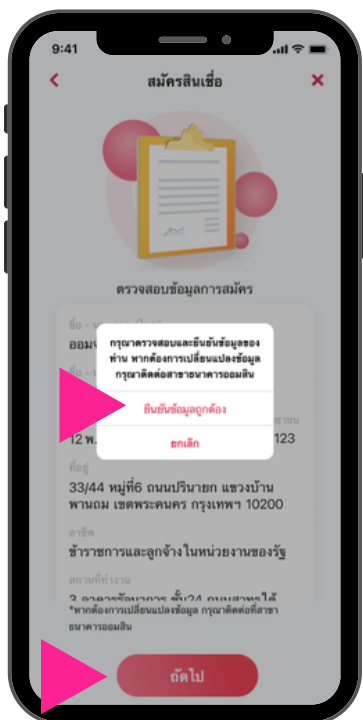 9:41
สมัครสินเชื่อ
ตรวจสอบข้อมูลการสมัคร
ชื่อ -
ออม
กรุณาตรวจสอบและยืนยันข้อมูลของ
ท่าน หากต้องการเปลี่ยนแปลงข้อมูล
กรุณาติดต่อสาขาธนาคารออมสิน
ชื่อ -
ยืนยันข้อมูลถูกต้อง
ยกเลิก
12 พ.
123
ที่อยู่
33/44 หมู่ที่6 ถนนปรินายก แขวงบ้าน
พานถม เขตพระคนคร กรุงเทพฯ 10200
อาชีพ
ข้าราชการและลูกจ้างในหน่วยงานของรัฐ
สถานที่ทำงาน
*หากต้องการเปลี่ยนแปลงข้อมูล กรุณาติดต่อที่สาขา
ธนาคารออมสิน
ถัดไป